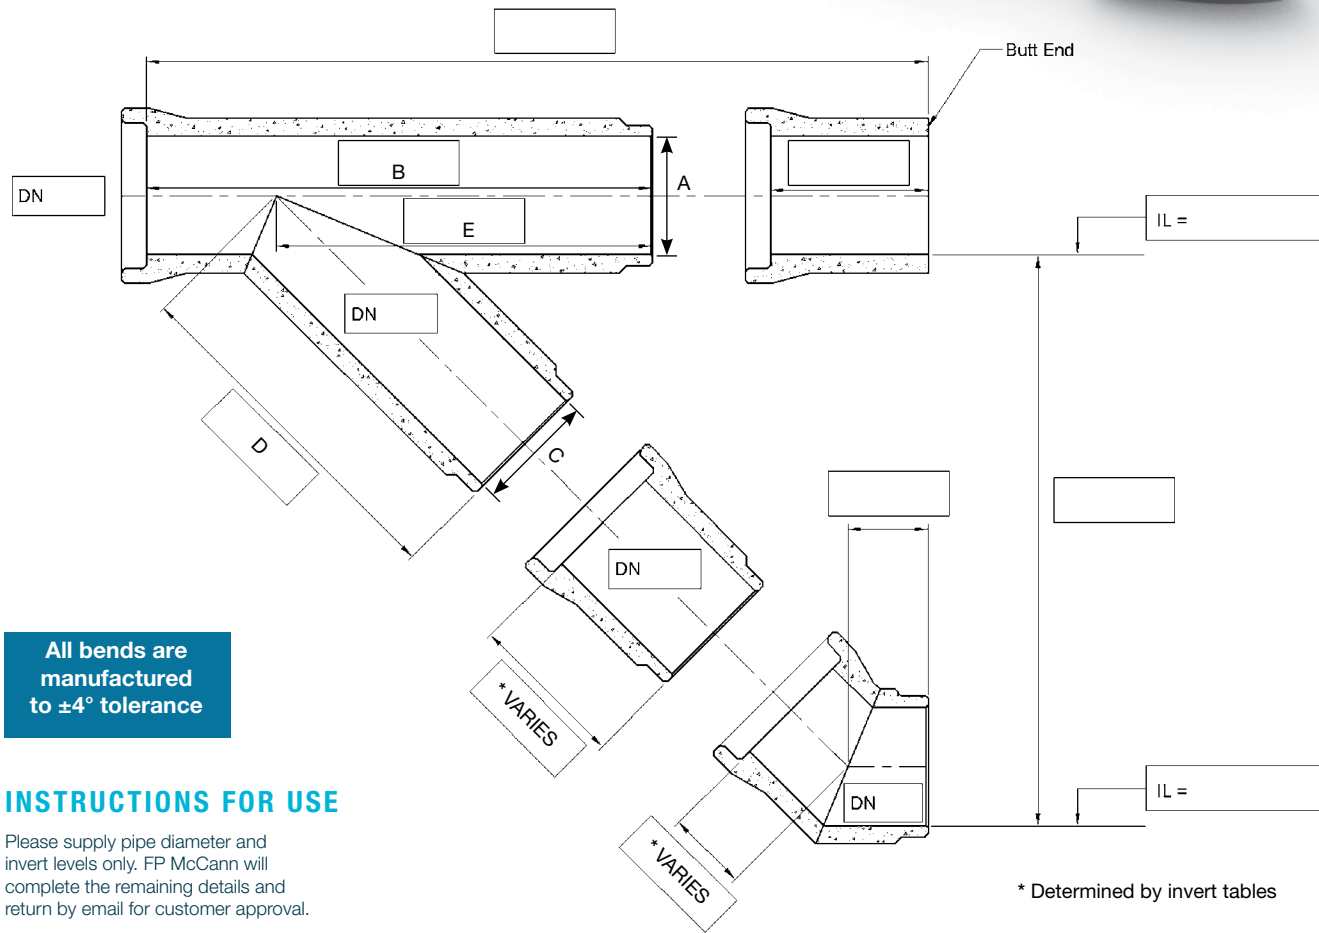 Butt End
B
A
DN
E
IL =
DN
D
C
DN
* VARIES
All bends are
manufactured
to ±4° tolerance
IL =
DN
* VARIES
INSTRUCTIONS FOR USE
Please supply pipe diameter and
invert levels only. FP McCann will
complete the remaining details and
return by email for customer approval.
* Determined by invert tables